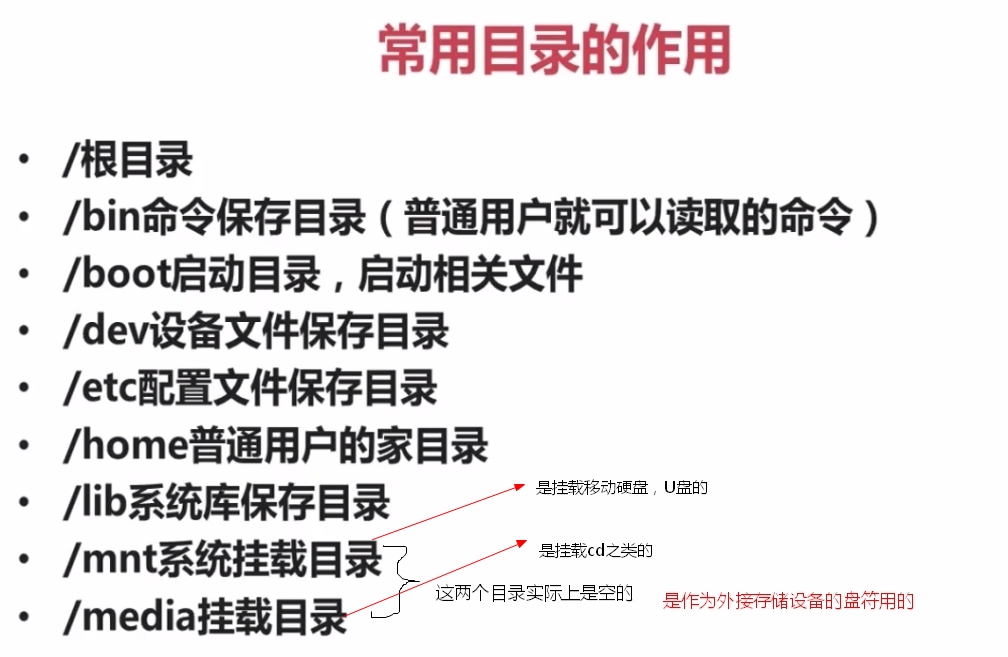 常用目录的作用
• /根目录
• /bin命令保存目录（普通用户就可以读取的命令）
• /boot启动目录，启动相关文件
• /dev设备文件保存目录
• /etc配置文件保存目录
• /home普通用户的家目录
• /lib系统库保存目录
是挂载移动硬盘，U盘的
• /mnt系统挂载目录
是挂载cd之类的
这两个目录实际上是空的
是作为外接存储设备的盘符用的
• /media挂载目录